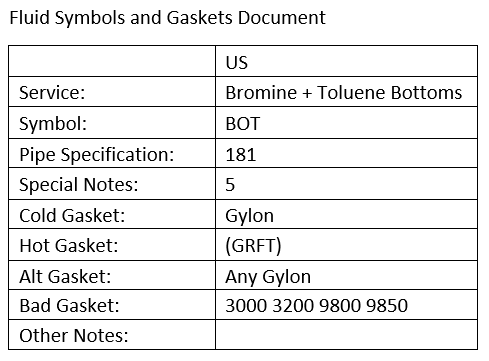 Fluid Symbols and Gaskets Document
US
Service: Bromine + Toluene Bottoms
Symbol: BOT
Pipe Specification: 181
Special Notes: 5
Cold Gasket: Gylon
Hot Gasket: (GRFT)
Alt Gasket: Any Gylon
Bad Gasket: 3000 3200 9800 9850
Other Notes: